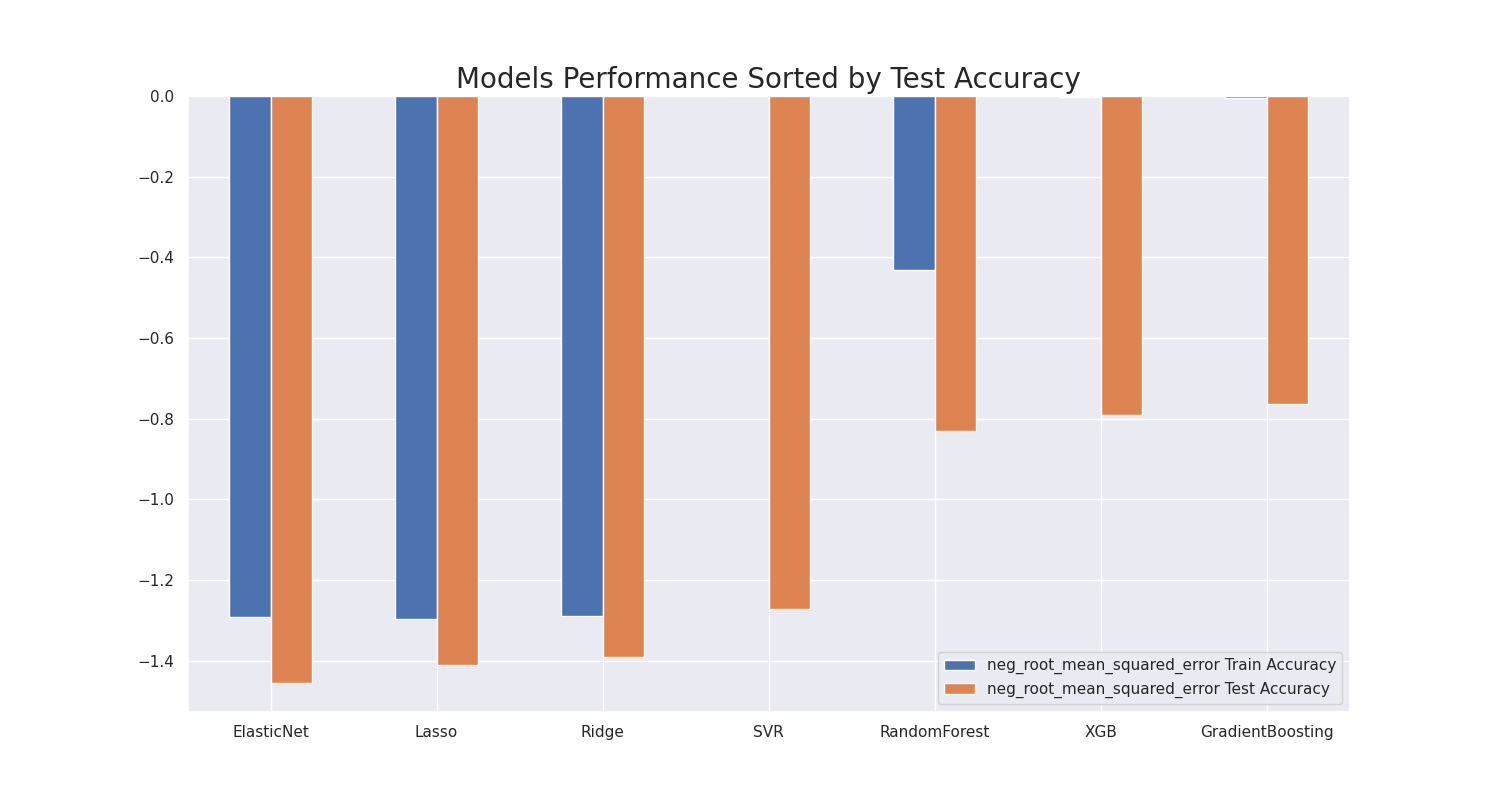 Models Performance Sorted by Test Accuracy
0.0
−0.2
−0.4
−0.6
−0.8
−1.0
−1.2
−1.4
neg_root_mean_squared_error Train Accuracy
neg_root_mean_squared_error Test Accuracy
ElasticNet Lasso Ridge SVR RandomForest XGB GradientBoosting